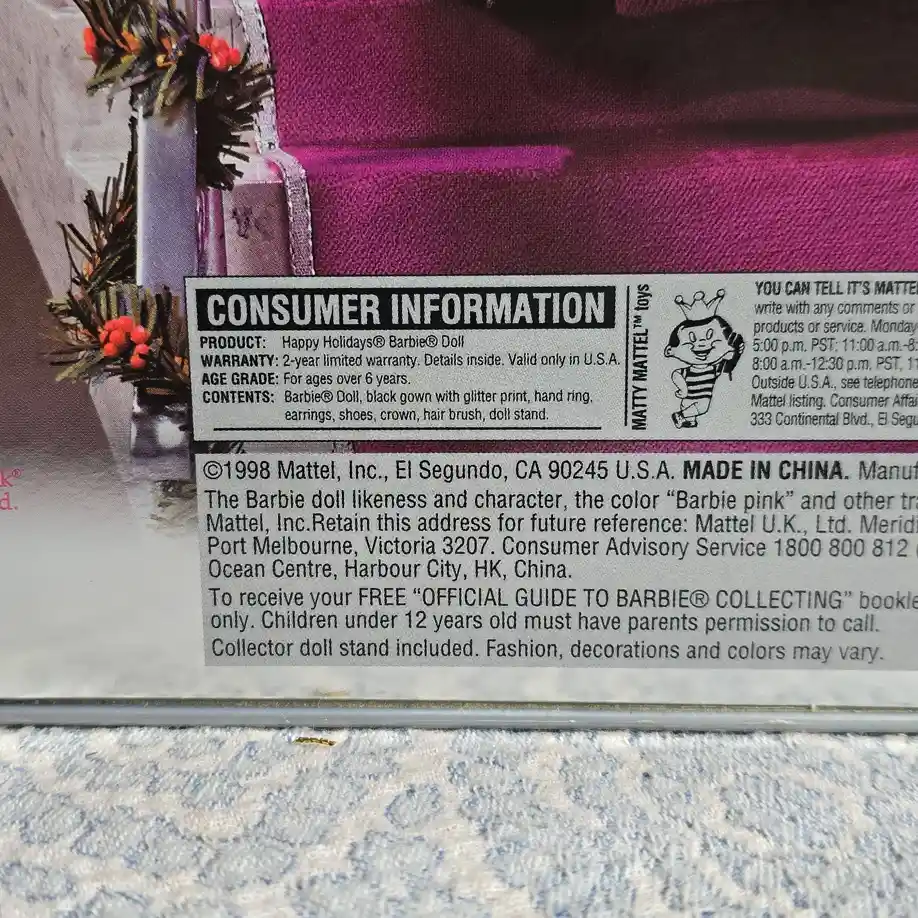 CONSUMER INFORMATION
PRODUCT: Happy Holidays® Barbie® Doll
WARRANTY: 2-year limited warranty. Details inside. Valid only in U.S.A.
AGE GRADE: For ages over 6 years.
CONTENTS: Barbie® Doll, black gown with glitter print, hand ring,
earrings, shoes, crown, hair brush, doll stand.
MATTY MATTEL™ toys
YOU CAN TELL IT'S MATTEL
write with any comments or
products or service. Monday
5:00 p.m. PST; 11:00 a.m.-8:
8:00 a.m.-12:30 p.m. PST, 11
Outside U.S.A., see telephone
Mattel listing. Consumer Affai
333 Continental Blvd., El Segu
k®
d.
©1998 Mattel, Inc., El Segundo, CA 90245 U.S.A. MADE IN CHINA. Manuf
The Barbie doll likeness and character, the color "Barbie pink" and other tr
Mattel, Inc.Retain this address for future reference: Mattel U.K., Ltd. Meridi
Port Melbourne, Victoria 3207. Consumer Advisory Service 1800 800 812
Ocean Centre, Harbour City, HK, China.
To receive your FREE "OFFICIAL GUIDE TO BARBIE® COLLECTING" bookle
only. Children under 12 years old must have parents permission to call.
Collector doll stand included. Fashion, decorations and colors may vary.